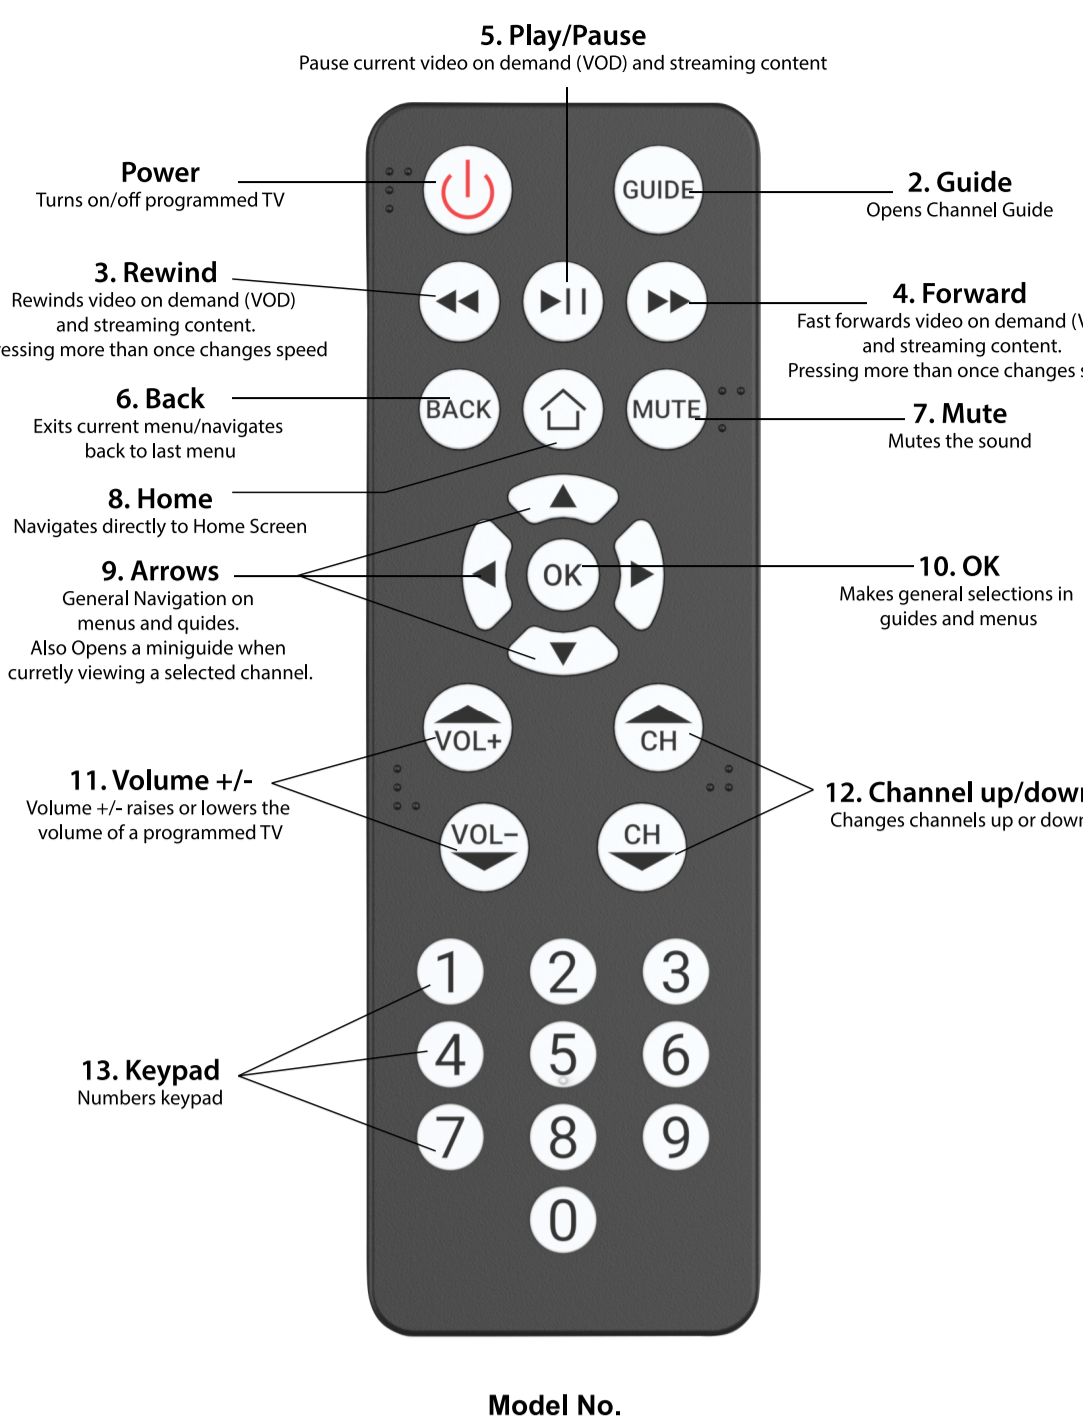 5. Play/Pause
Pause current video on demand (VOD) and streaming content
Power
Turns on/off programmed TV
GUIDE
2. Guide
Opens Channel Guide
3. Rewind
Rewinds video on demand (VOD)
and streaming content.
essing more than once changes speed
4. Forward
Fast forwards video on demand (V
and streaming content.
Pressing more than once changes s
6. Back
Exits current menu/navigates
back to last menu
BACK
MUTE
7. Mute
Mutes the sound
8. Home
Navigates directly to Home Screen
9. Arrows
General Navigation on
menus and quides.
Also Opens a miniguide when
curretly viewing a selected channel.
OK
10. OK
Makes general selections in
guides and menus
VOL+
CH
11. Volume +/-
Volume +/- raises or lowers the
volume of a programmed TV
VOL−
CH
12. Channel up/down
Changes channels up or down
1 2 3
4 5 6
7 8 9
0
13. Keypad
Numbers keypad
Model No.